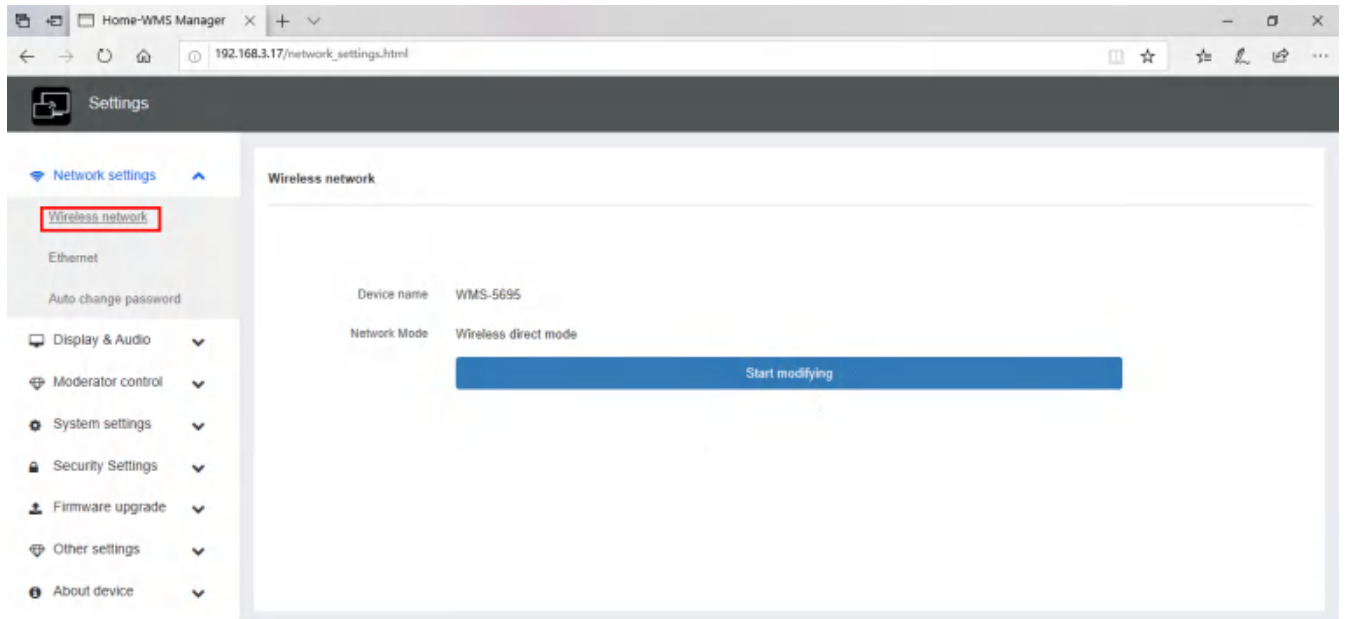 Home-WMS Manager
192.168.3.17/network_settings.html
Settings
Network settings
Wireless network
Ethernet
Auto change password
Display & Audio
Moderator control
System settings
Security Settings
Firmware upgrade
Other settings
About device
Wireless network
Device name WMS-5695
Network Mode Wireless direct mode
Start modifying